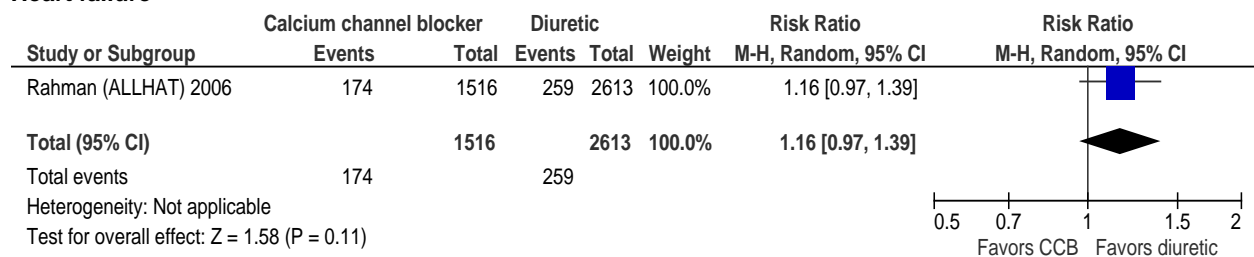 Heart failure
Calcium channel blocker Diuretic Risk Ratio Risk Ratio
Study or Subgroup Events Total Events Total Weight M-H, Random, 95% CI M-H, Random, 95% CI
Rahman (ALLHAT) 2006 174 1516 259 2613 100.0% 1.16 [0.97, 1.39]
Total (95% CI) 1516 2613 100.0% 1.16 [0.97, 1.39]
Total events 174 259
Heterogeneity: Not applicable
Test for overall effect: Z = 1.58 (P = 0.11)
0.5 0.7 1 1.5 2
Favors CCB Favors diuretic